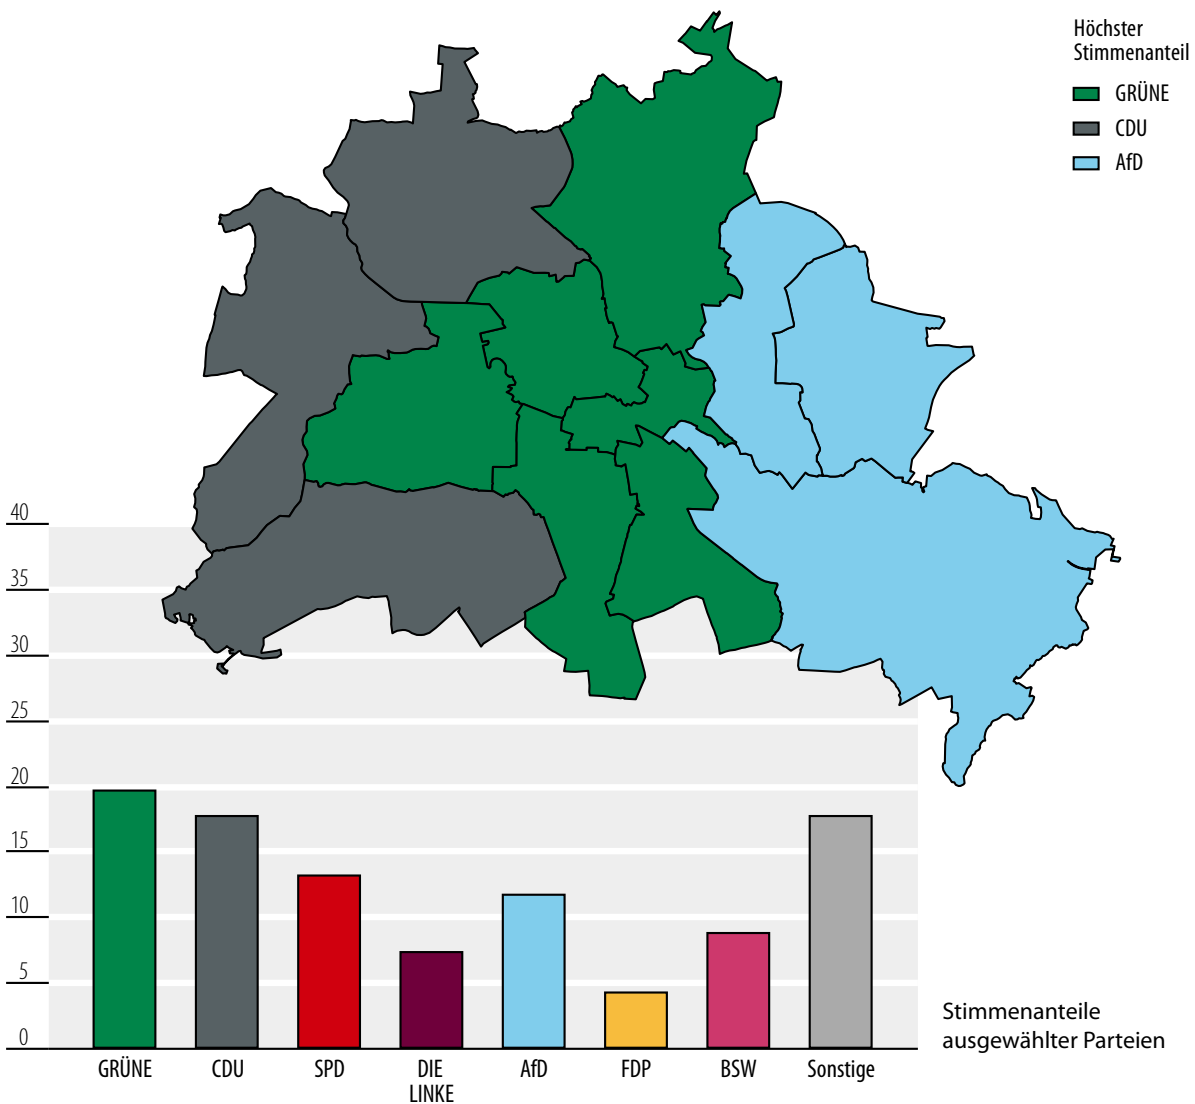 Höchster
Stimmenanteil
GRÜNE
CDU
AfD
40
35
30
25
20
15
10
5
0
GRÜNE
CDU
SPD
DIE
LINKE
AfD
FDP
BSW
Sonstige
Stimmenanteile
ausgewählter Parteien